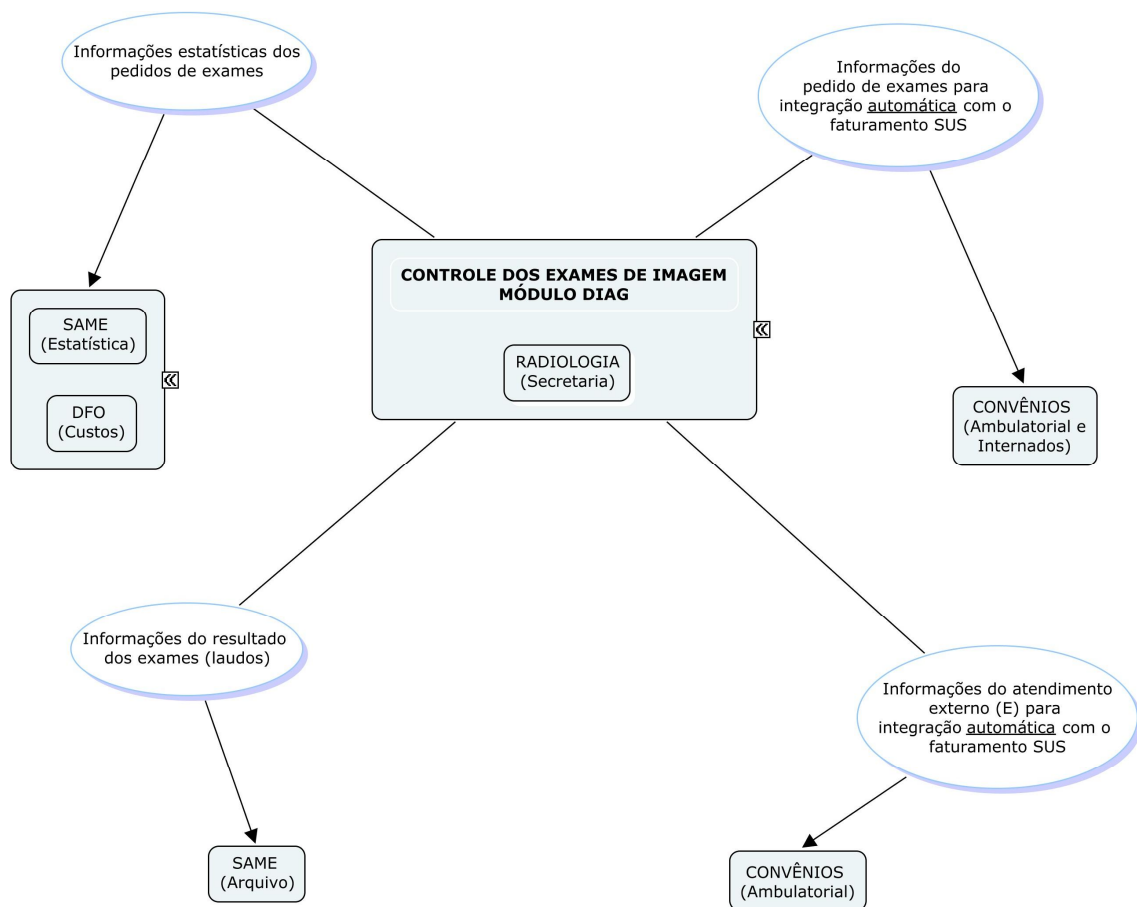 Informações estatísticas dos
pedidos de exames
Informações do
pedido de exames para
integração automática com o
faturamento SUS
CONTROLE DOS EXAMES DE IMAGEM
MÓDULO DIAG
RADIOLOGIA
(Secretaria)
SAME
(Estatística)
DFO
(Custos)
CONVÊNIOS
(Ambulatorial e
Internados)
Informações do resultado
dos exames (laudos)
Informações do atendimento
externo (E) para
integração automática com o
faturamento SUS
SAME
(Arquivo)
CONVÊNIOS
(Ambulatorial)